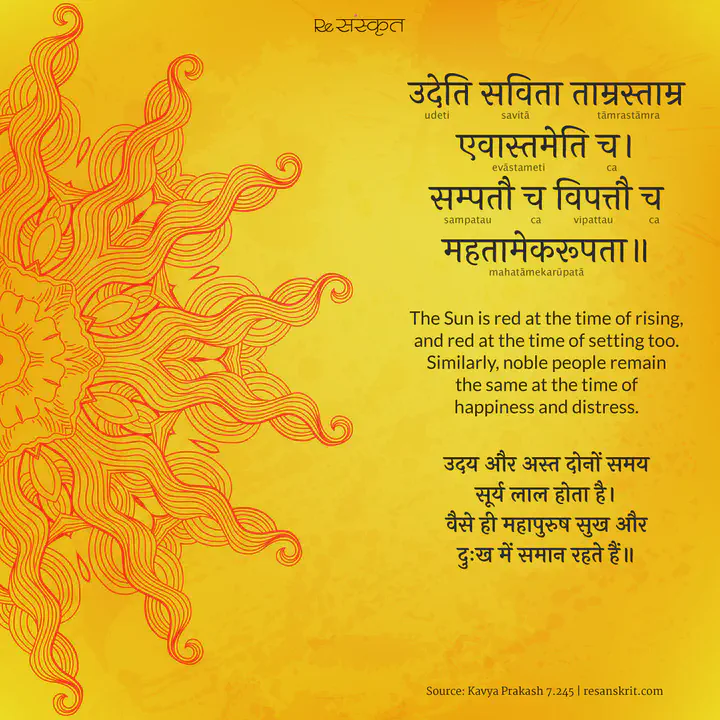 Re संस्कृत
उदेति सविता ताम्रस्ताम्र
udeti savitā tāmrastāmra
एवास्तमेति च।
evāstameti ca
सम्पतौ च विपत्तौ च
sampatau ca vipattau ca
महतामेकरूपता॥
mahatāmekarūpatā
The Sun is red at the time of rising,
and red at the time of setting too.
Similarly, noble people remain
the same at the time of
happiness and distress.
उदय और अस्त दोनों समय
सूर्य लाल होता है।
वैसे ही महापुरुष सुख और
दुःख में समान रहते हैं॥
Source: Kavya Prakash 7.245 | resanskrit.com